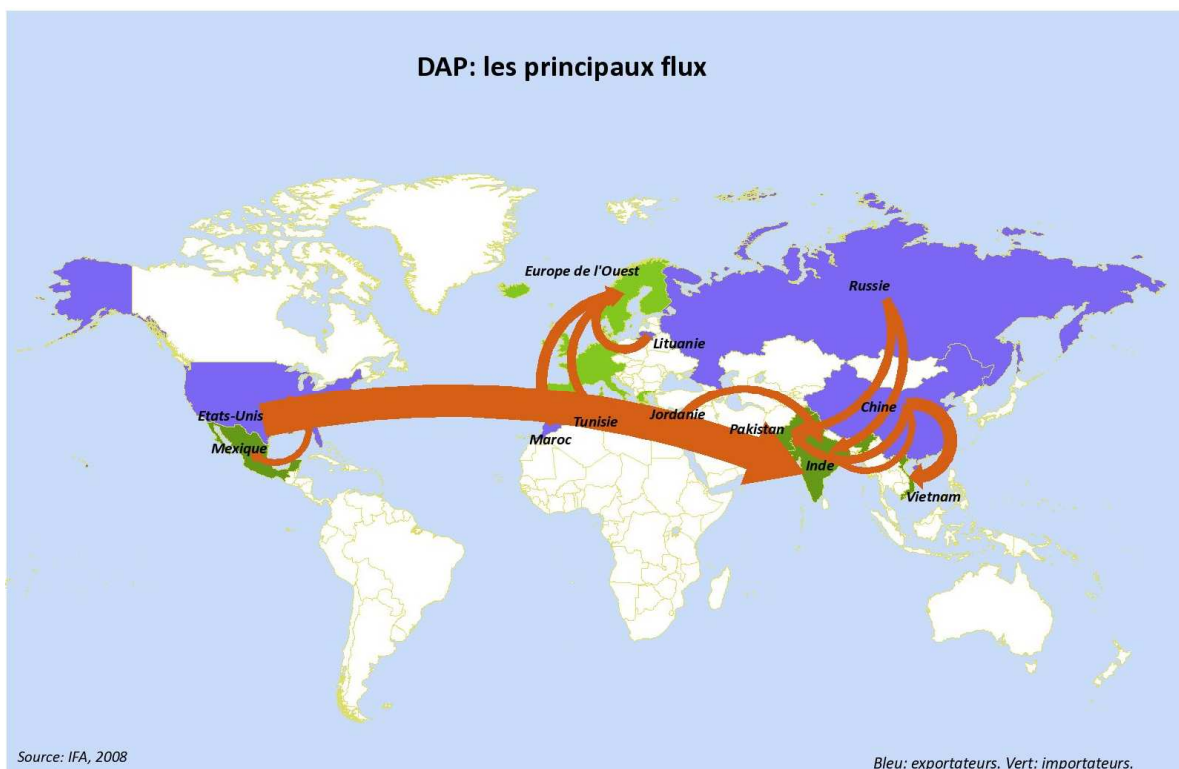 DAP: les principaux flux
Europe de l'Ouest
Russie
Lituanie
Etats-Unis
Chine
Tunisie
Jordanie
Pakistan
Maroc
Mexique
Inde
Vietnam
Source: IFA, 2008
Bleu: exportateurs. Vert: importateurs.